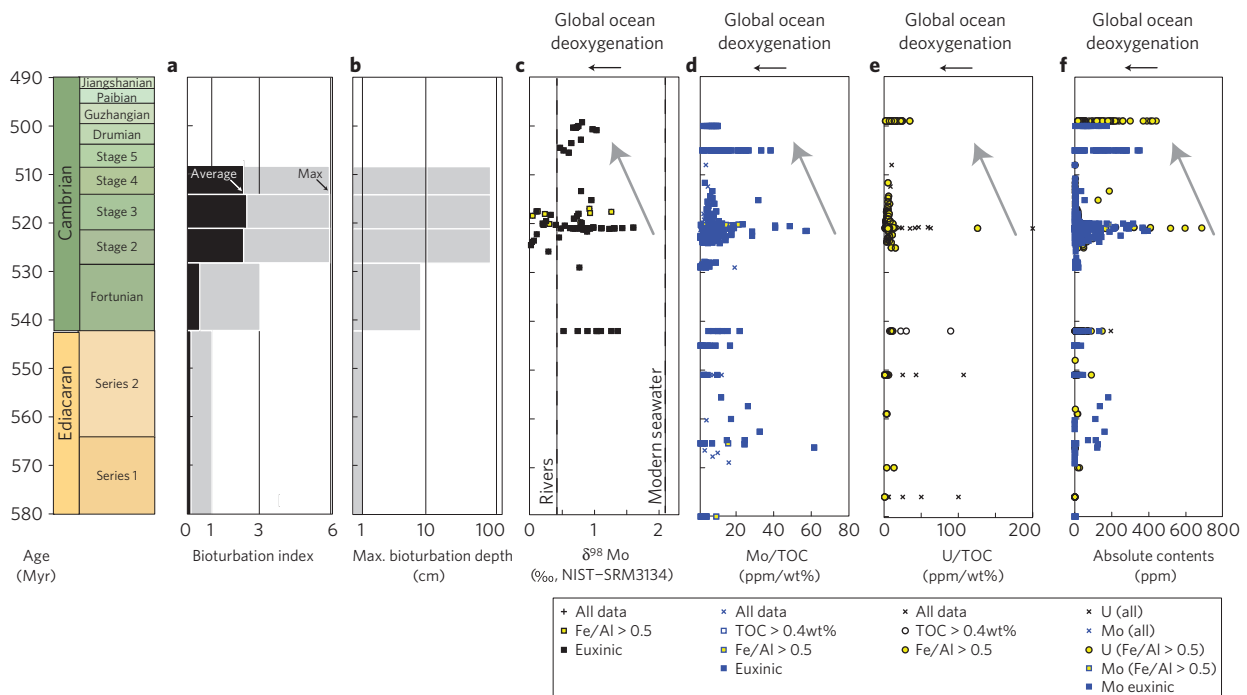 Global ocean deoxygenation
Global ocean deoxygenation
Global ocean deoxygenation
Global ocean deoxygenation
a
b
c
d
e
f
490
500
510
520
530
540
550
560
570
580
Age
(Myr)
Cambrian
Ediacaran
Jiangshanian
Paibian
Guzhangian
Drumian
Stage 5
Stage 4
Stage 3
Stage 2
Fortunian
Series 2
Series 1
Average
Max
0 1 3 6
Bioturbation index
1 10 100
Max. bioturbation depth
(cm)
Rivers
Modern seawater
0 1 2
δ⁹⁸ Mo
(‰, NIST–SRM3134)
20 40 60 80
Mo/TOC
(ppm/wt%)
0 50 100 150 200
U/TOC
(ppm/wt%)
0 200 400 600 800
Absolute contents
(ppm)
+ All data
Fe/Al > 0.5
Euxinic
× All data
TOC > 0.4wt%
Fe/Al > 0.5
Euxinic
× All data
TOC > 0.4wt%
Fe/Al > 0.5
× U (all)
× Mo (all)
U (Fe/Al > 0.5)
Mo (Fe/Al > 0.5)
Mo euxinic